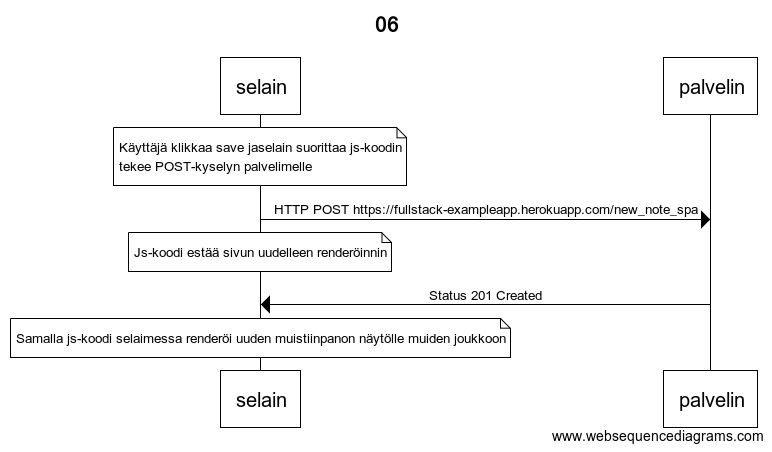 06
selain
palvelin
Käyttäjä klikkaa save jaselain suorittaa js-koodin
tekee POST-kyselyn palvelimelle
HTTP POST https://fullstack-exampleapp.herokuapp.com/new_note_spa
Js-koodi estää sivun uudelleen renderöinnin
Status 201 Created
Samalla js-koodi selaimessa renderöi uuden muistiinpanon näytölle muiden joukkoon
selain
palvelin
www.websequencediagrams.com